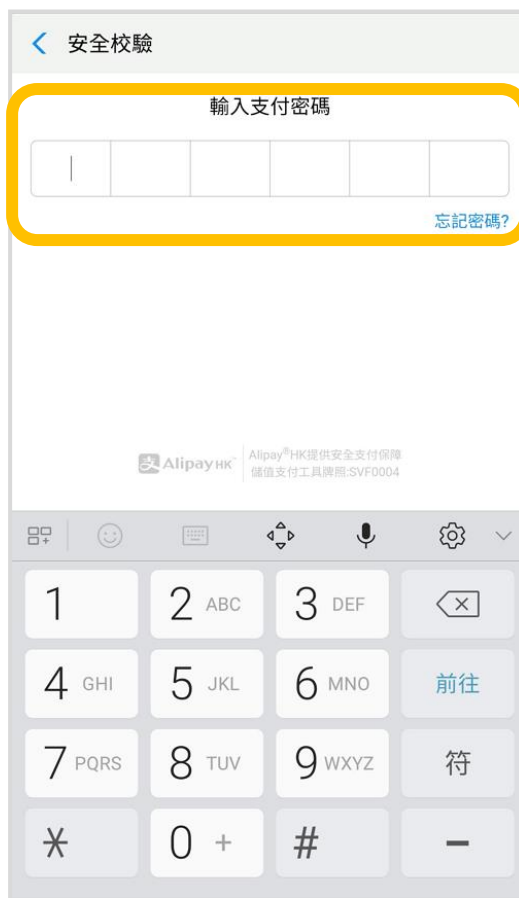 安全校驗
輸入支付密碼
忘記密碼?
支 AlipayHK™ Alipay®HK提供安全支付保障
儲值支付工具牌照:SVF0004
1 2 ABC 3 DEF
4 GHI 5 JKL 6 MNO 前往
7 PQRS 8 TUV 9 WXYZ 符
* 0 + # -